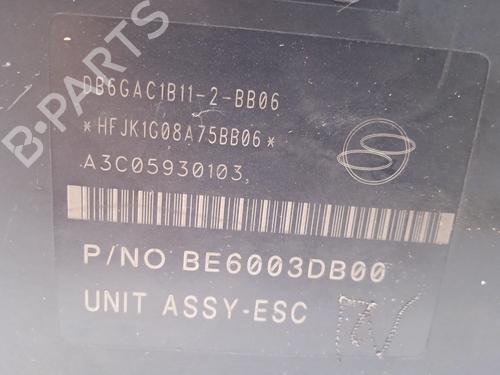 B-PARTS
DB6GAC1B11-2-BB06
*HFJK1G08A75BB06*
A3C05930103
P/NO BE6003DB00
UNIT ASSY-ESC